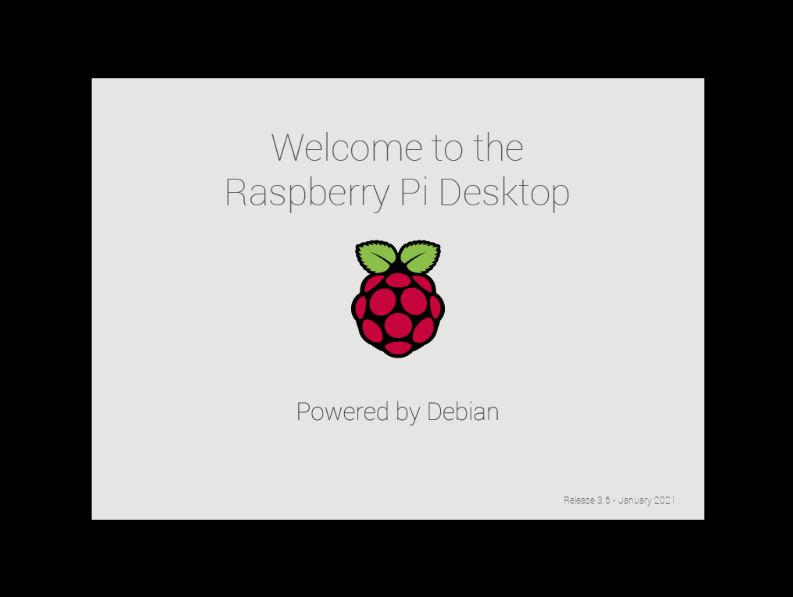 Welcome to the
Raspberry Pi Desktop
Powered by Debian
Release 3.6 - January 2021